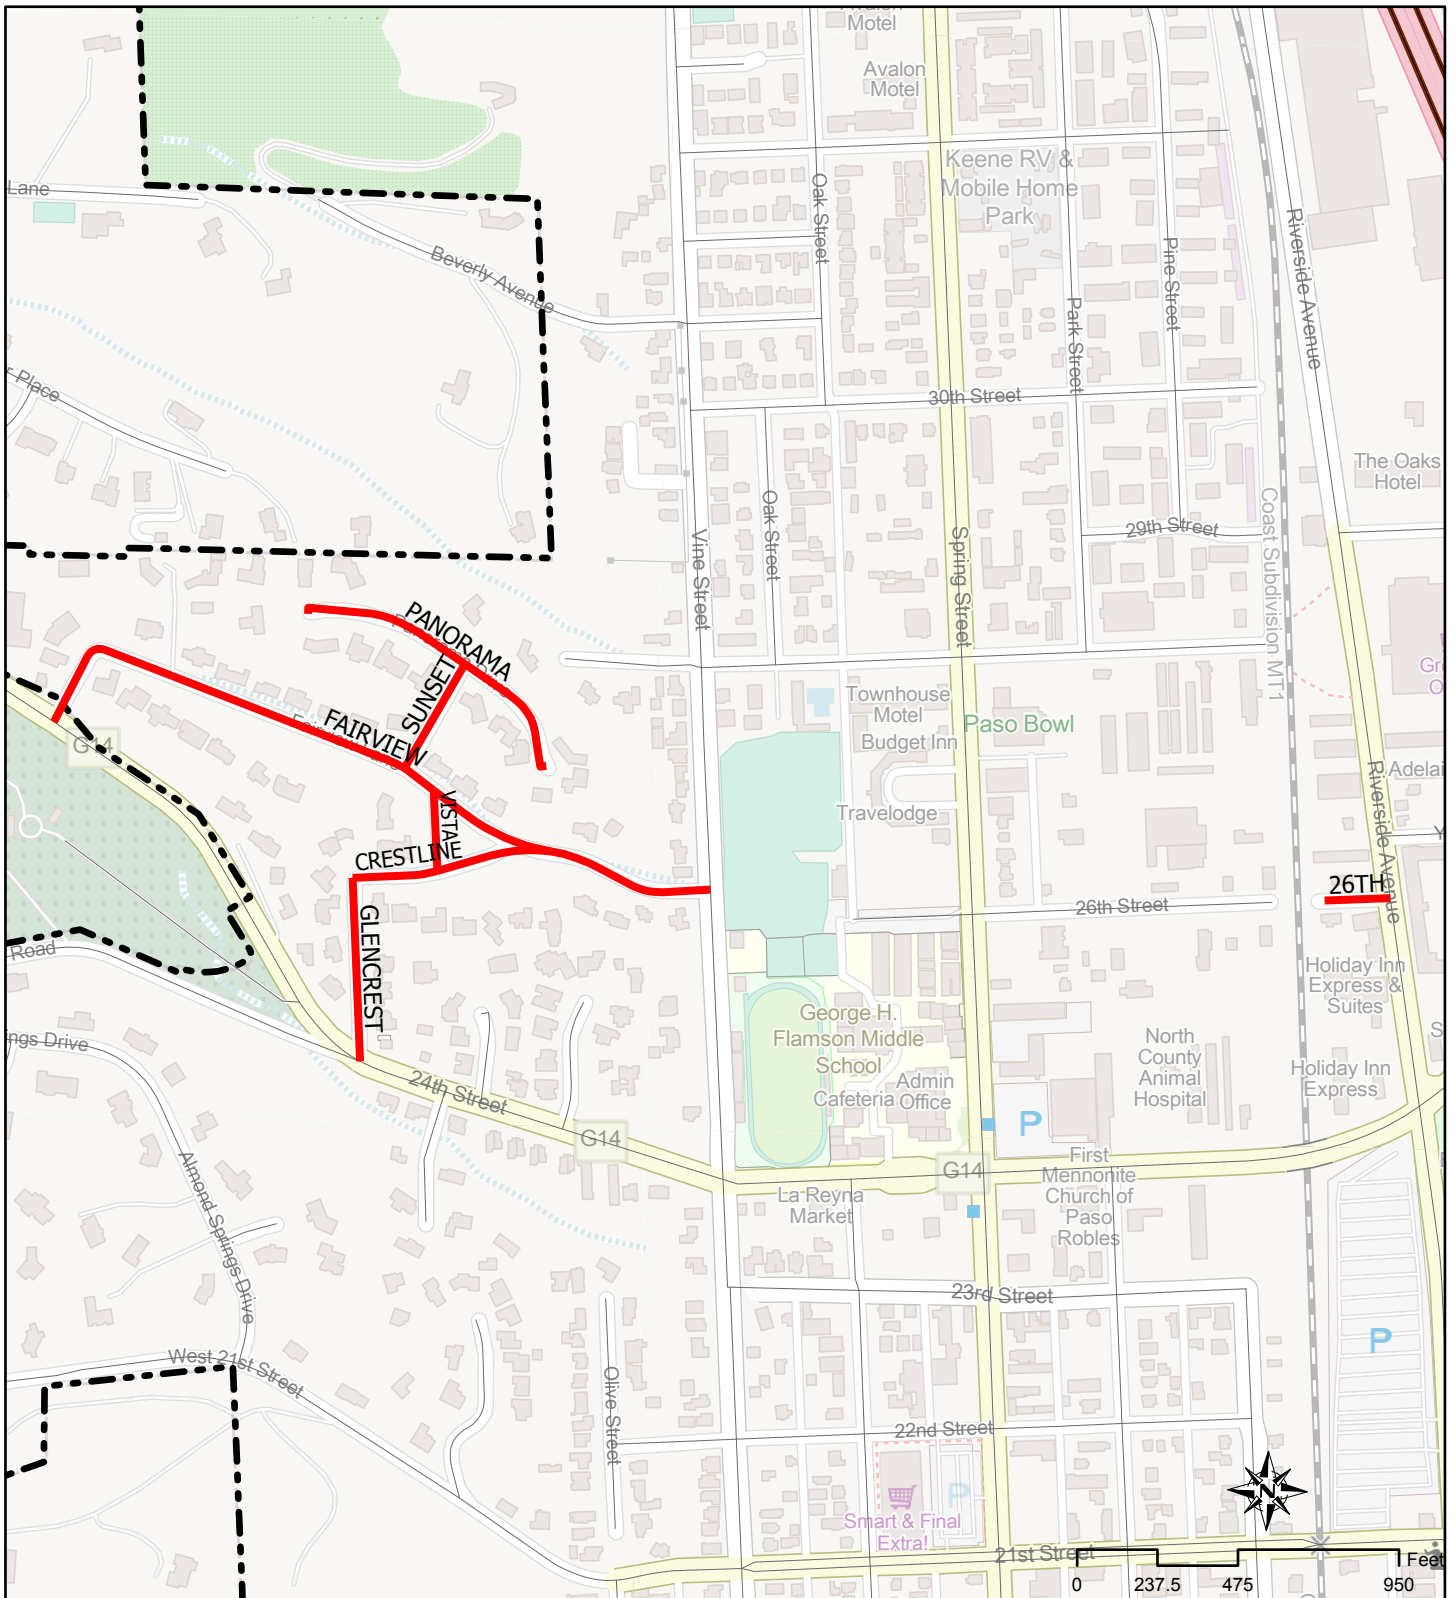 Motel
Avalon
Motel
Keene RV &
Mobile Home
Park
Lane
Oak Street
Riverside Avenue
Beverly Avenue
Pine Street
Park Street
r Place
30th Street
The Oaks
Hotel
Oak Street
Vine Street
Spring Street
29th Street
Coast Subdivision MT1
PANORAMA
SUNSET
FAIRVIEW
G14
Townhouse
Motel
Budget Inn
Paso Bowl
Travelodge
Riverside Avenue
Adelai
VISTAE
CRESTLINE
GLENCREST
26TH
26th Street
Road
Holiday Inn
Express &
Suites
George H.
Flamson Middle
School
Cafeteria
Admin
Office
North
County
Animal
Hospital
Holiday Inn
Express
ings Drive
24th Street
G14
P
G14
First
Mennonite
Church of
Paso
Robles
La Reyna
Market
Almond Springs Drive
23rd Street
P
West 21st Street
Olive Street
22nd Street
P
Smart & Final
Extra!
N
21st Street
Feet
0 237.5 475 950